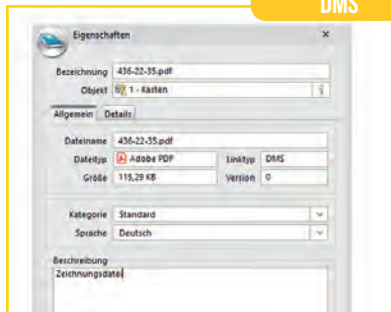 DMS
Eigenschaften
Bezeichnung 436-22-35.pdf
Objekt 1 - Kasten
Allgemein Details
Dateiname 436-22-35.pdf
Dateityp Adobe PDF Linktyp DMS
Größe 115,29 KB Version 0
Kategorie Standard
Sprache Deutsch
Beschreibung
Zeichnungsdatei